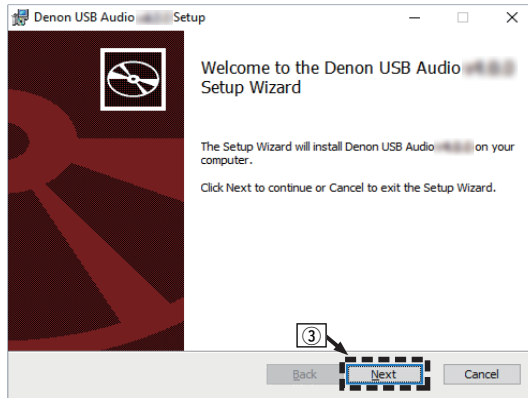 Denon USB Audio Setup
Welcome to the Denon USB Audio
Setup Wizard
The Setup Wizard will install Denon USB Audio on your
computer.
Click Next to continue or Cancel to exit the Setup Wizard.
③
Back Next Cancel